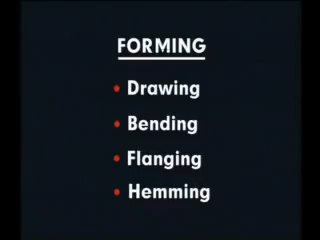 FORMING
• Drawing
• Bending
• Flanging
• Hemming